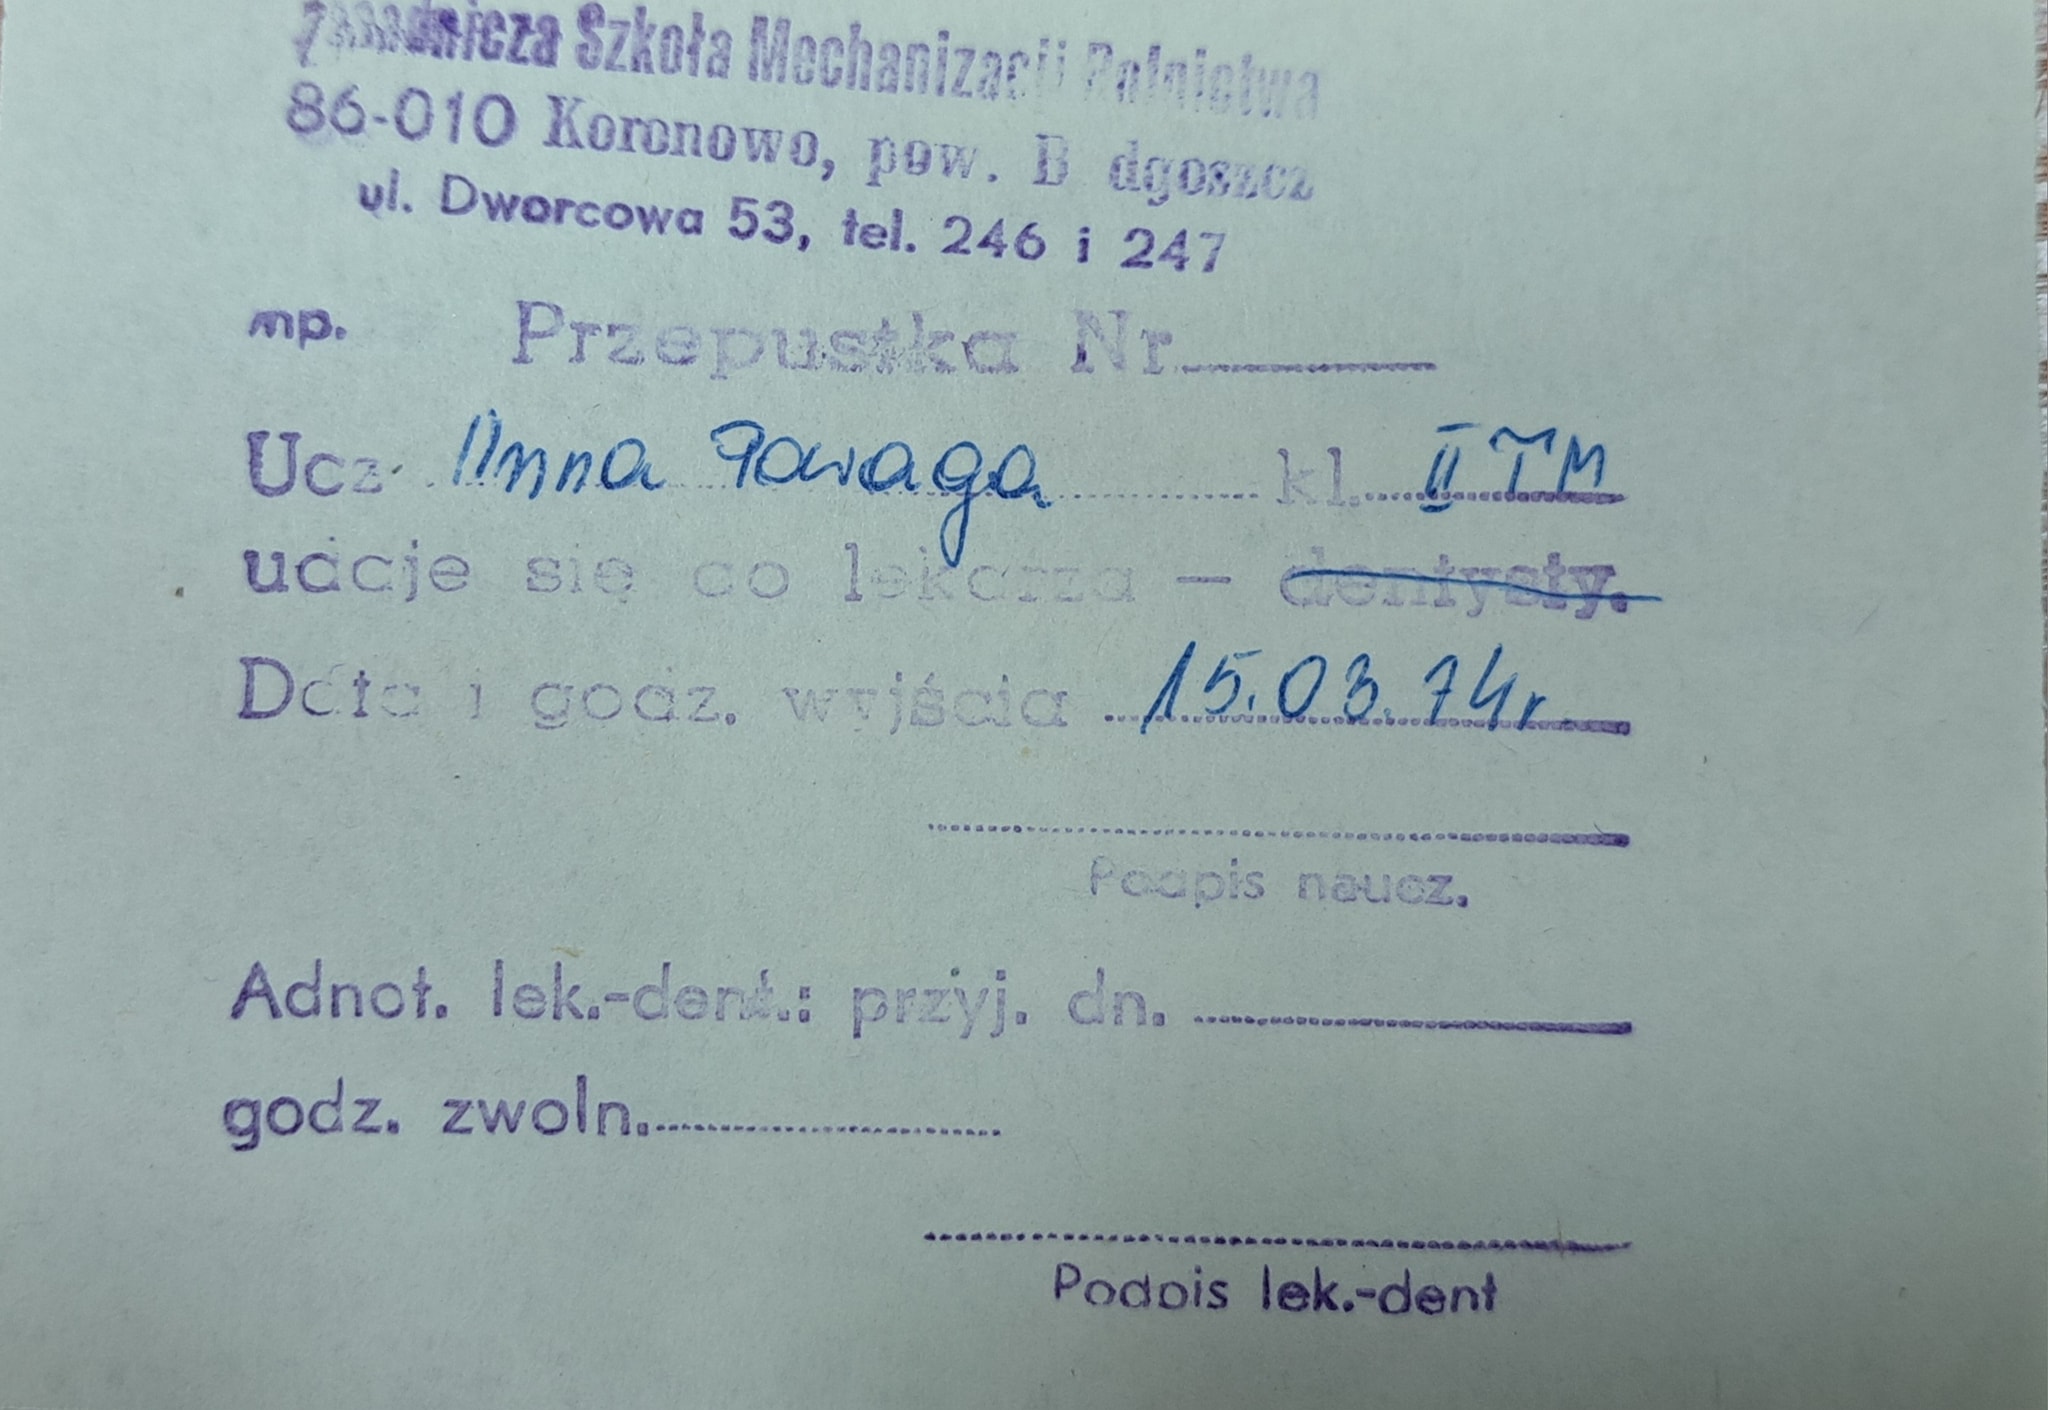 Zasadnicza Szkoła Mechanizacji Rolnictwa
86-010 Koronowo, pow. B dgoszcz
ul. Dworcowa 53, tel. 246 i 247
mp. Przepustka Nr
Ucz Anna Pawaga kl. II TM
udaje się do lekarza — dentysty.
Data i godz. wyjścia 15.03.74r
Podpis naucz.
Adnot. lek.-dent.: przyj. dn.
godz. zwoln.
Podpis lek.-dent